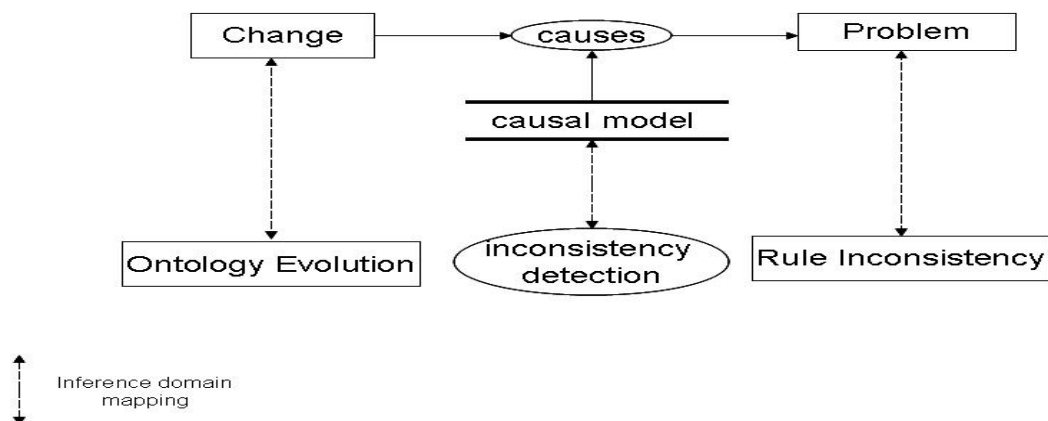 Change
causes
Problem
causal model
Ontology Evolution
inconsistency
detection
Rule Inconsistency
Inference domain
mapping